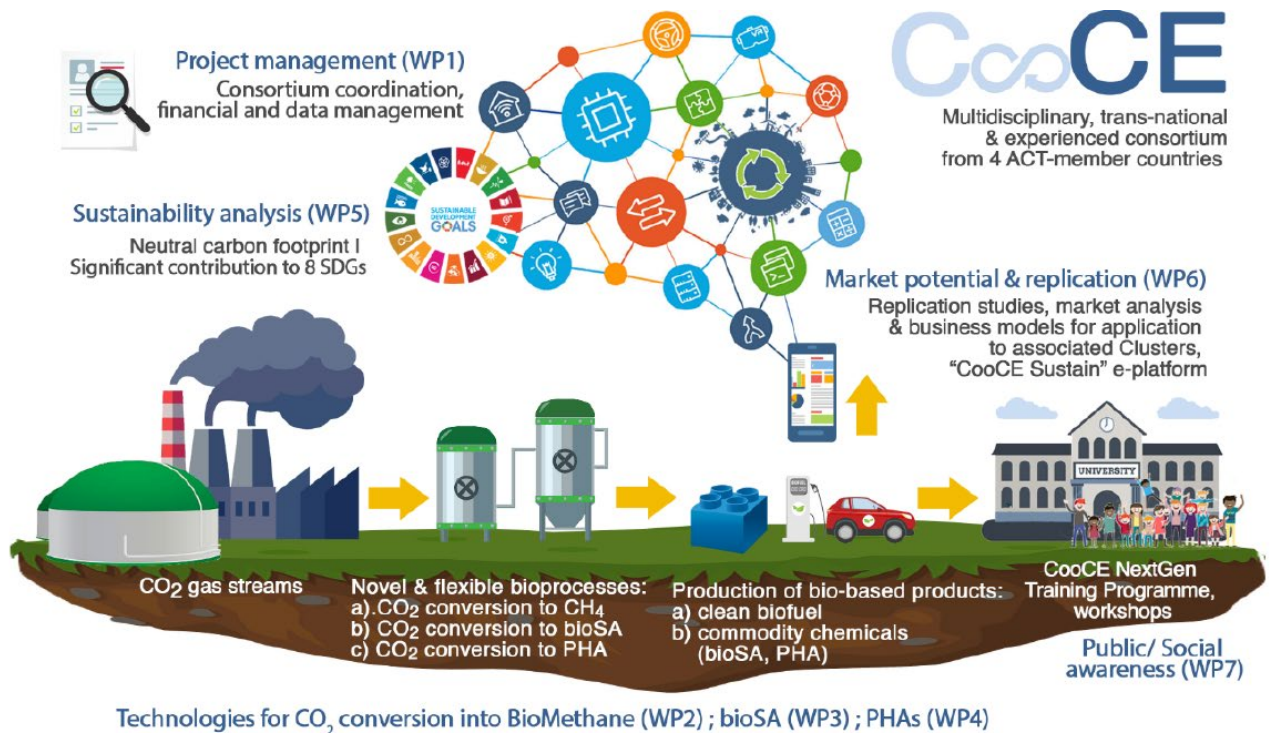 Project management (WP1)
Consortium coordination,
financial and data management
CooCE
Multidisciplinary, trans-national
& experienced consortium
from 4 ACT-member countries
VR
SUSTAINABLE
DEVELOPMENT
GOALS
Sustainability analysis (WP5)
Neutral carbon footprint I
Significant contribution to 8 SDGs
Market potential & replication (WP6)
Replication studies, market analysis
& business models for application
to associated Clusters,
“CooCE Sustain” e-platform
UNIVERSITY
CO2 gas streams
Novel & flexible bioprocesses:
a).CO2 conversion to CH4
b) CO2 conversion to bioSA
c) CO2 conversion to PHA
Production of bio-based products:
a) clean biofuel
b) commodity chemicals
(bioSA, PHA)
CooCE NextGen
Training Programme,
workshops
Public/ Social
awareness (WP7)
Technologies for CO2 conversion into BioMethane (WP2) ; bioSA (WP3) ; PHAs (WP4)